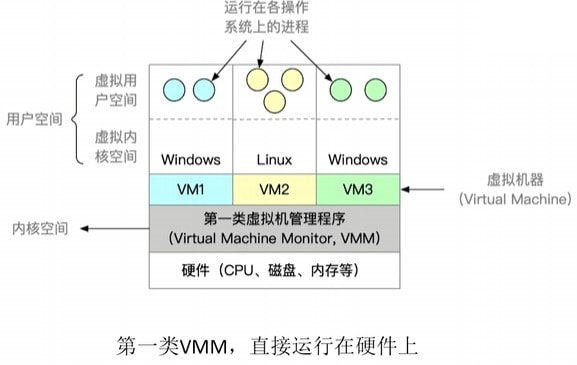 运行在各操作
系统上的进程
用户空间
虚拟用
户空间
虚拟内
核空间
Windows
Linux
Windows
VM1
VM2
VM3
虚拟机器
(Virtual Machine)
内核空间
第一类虚拟机管理程序
(Virtual Machine Monitor, VMM)
硬件（CPU、磁盘、内存等）
第一类VMM，直接运行在硬件上